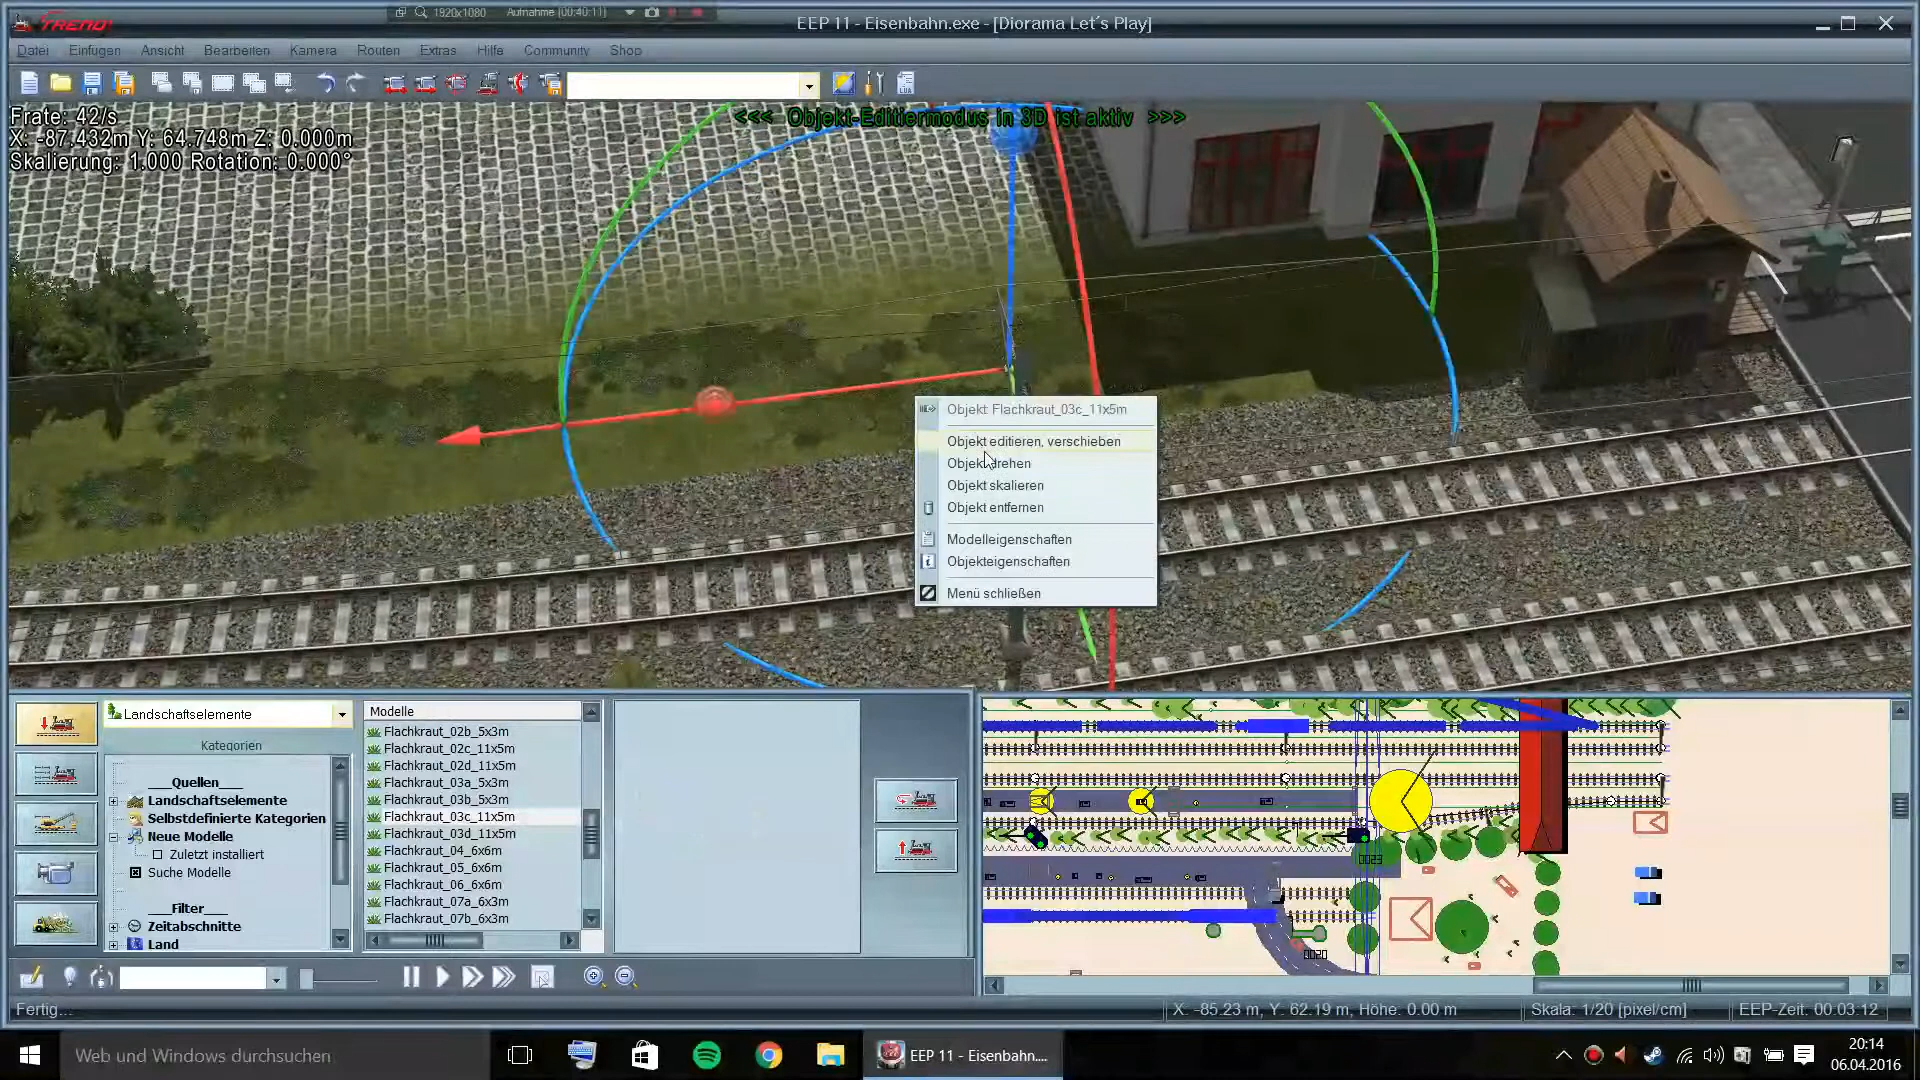 1920x1080 Aufnahme (00:40:11)
TREND
EEP 11 - Eisenbahn.exe - [Diorama Let´s Play]
Datei Einfügen Ansicht Bearbeiten Kamera Routen Extras Hilfe Community Shop
Frate: 42/s
X: -87.432m Y: 64.748m Z: 0.000m
Skalierung: 1.000 Rotation: 0.000°
<<< Objekt-Editiermodus in 3D ist aktiv >>>
Objekt: Flachkraut_03c_11x5m
Objekt editieren, verschieben
Objekt drehen
Objekt skalieren
Objekt entfernen
Modelleigenschaften
Objekteigenschaften
Menü schließen
Landschaftselemente
Kategorien
___Quellen___
Landschaftselemente
Selbstdefinierte Kategorien
Neue Modelle
Zuletzt installiert
Suche Modelle
___Filter___
Zeitabschnitte
Land
Modelle
Flachkraut_02b_5x3m
Flachkraut_02c_11x5m
Flachkraut_02d_11x5m
Flachkraut_03a_5x3m
Flachkraut_03b_5x3m
Flachkraut_03c_11x5m
Flachkraut_03d_11x5m
Flachkraut_04_6x6m
Flachkraut_05_6x6m
Flachkraut_06_6x6m
Flachkraut_07a_6x3m
Flachkraut_07b_6x3m
0023
0020
Fertig...
X: -85.23 m, Y: 62.19 m, Höhe: 0.00 m
Skala: 1/20 [pixel/cm]
EEP-Zeit: 00:03:12
Web und Windows durchsuchen
EEP 11 - Eisenbahn....
20:14
06.04.2016